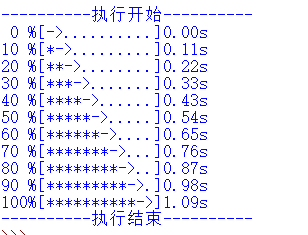 ----------执行开始----------
 0 %[->..........]0.00s
10 %[*->.........]0.11s
20 %[**->........]0.22s
30 %[***->.......]0.33s
40 %[****->......]0.43s
50 %[*****->.....]0.54s
60 %[******->....]0.65s
70 %[*******->...]0.76s
80 %[********->..]0.87s
90 %[*********->.]0.98s
100%[**********->]1.09s
----------执行结束----------
>>>